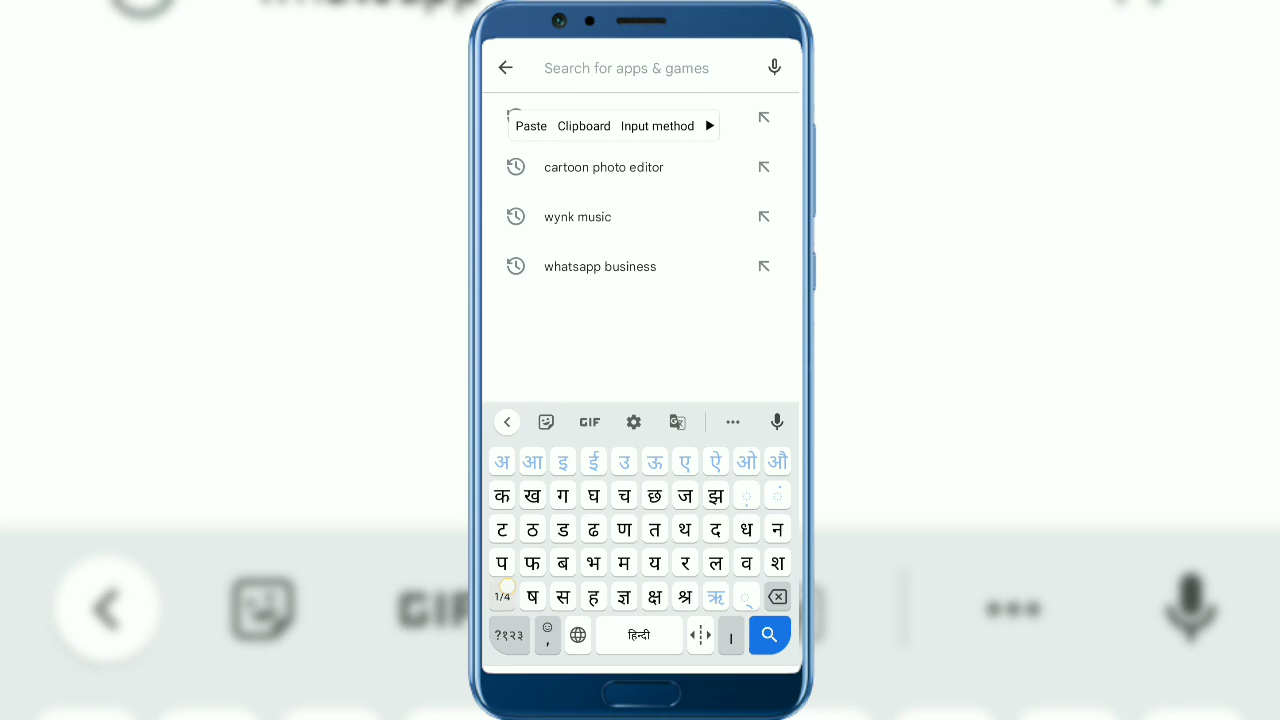 Search for apps & games
Paste Clipboard Input method
cartoon photo editor
wynk music
whatsapp business
GIF
अ आ इ ई उ ऊ ए ऐ ओ औ
क ख ग घ च छ ज झ ़ ं
ट ठ ड ढ ण त थ द ध न
प फ ब भ म य र ल व श
1/4 ष स ह ज्ञ क्ष श्र ऋ ्
?१२३ , हिन्दी ।